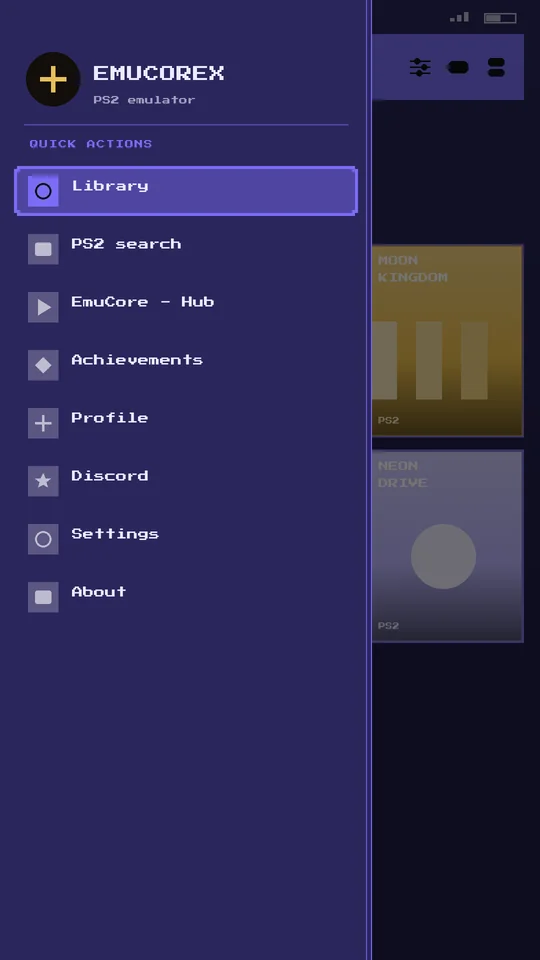 EMUCOREX
PS2 emulator
QUICK ACTIONS
Library
PS2 search
EmuCore - Hub
Achievements
Profile
Discord
Settings
About
MOON
KINGDOM
PS2
NEON
DRIVE
PS2